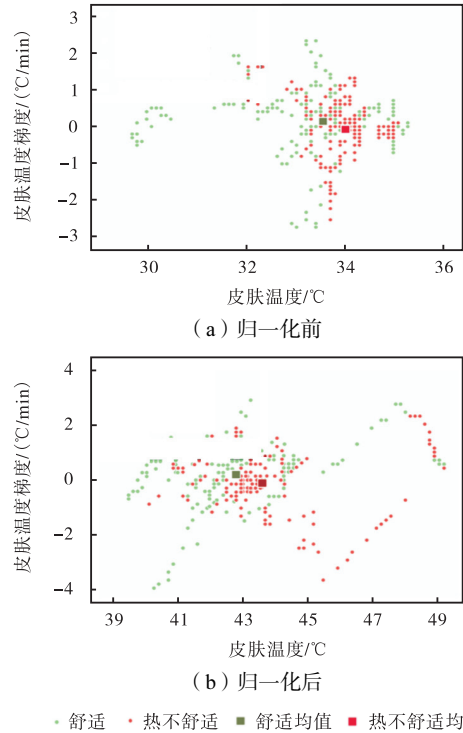 3
2
1
0
−1
−2
−3
皮肤温度梯度/(℃/min)
30 32 34 36
皮肤温度/℃
（a）归一化前
4
2
0
−2
−4
皮肤温度梯度/(℃/min)
39 41 43 45 47 49
皮肤温度/℃
（b）归一化后
舒适 热不舒适 舒适均值 热不舒适均